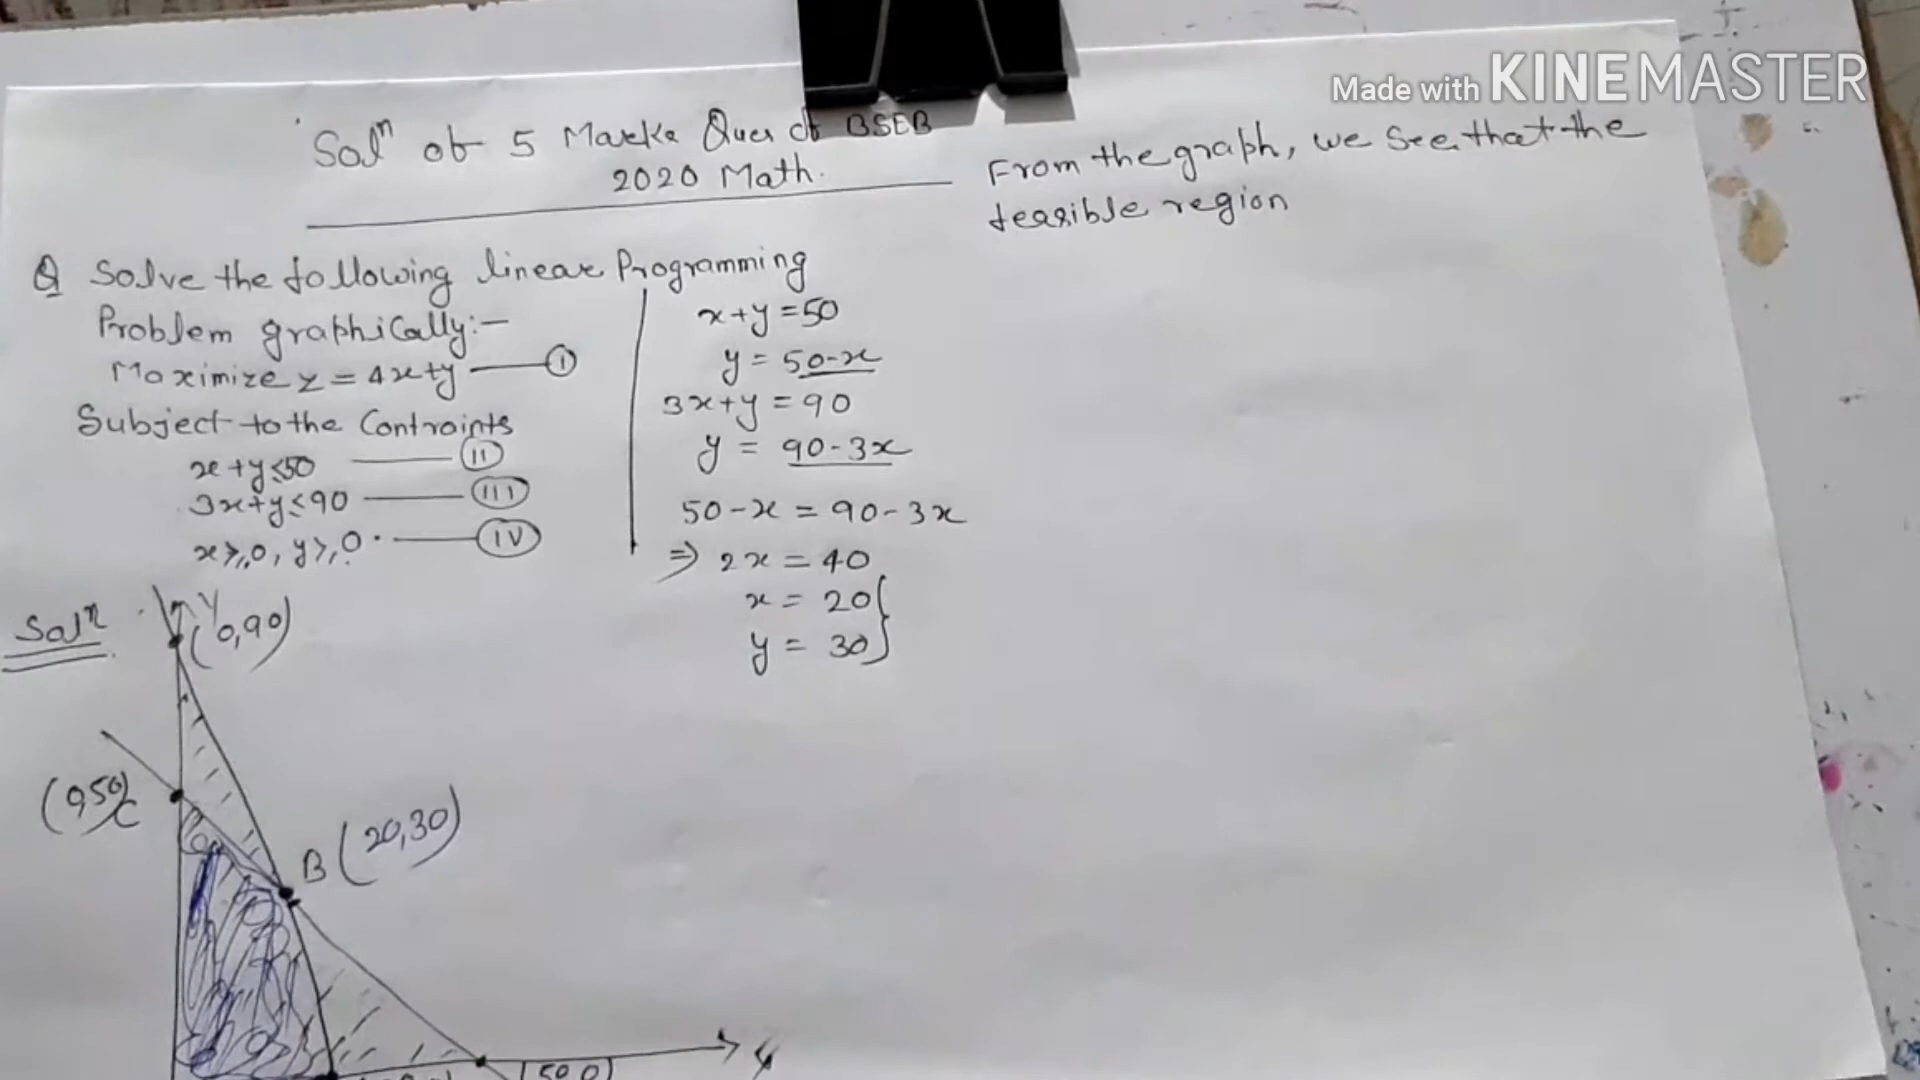 Made with KINEMASTER
Solⁿ of 5 Marks Ques of BSEB
2020 Math.
Q Solve the following linear Programming
Problem graphically:-
Maximize z = 4x+y —— I
Subject to the Contraints
x+y≤50 —— II
3x+y≤90 —— III
x≥0, y≥0. —— IV
x+y=50
y = 50-x
3x+y = 90
y = 90-3x
50-x = 90-3x
⇒ 2x = 40
x = 20
y = 30
From the graph, we see that the
feasible region
Solⁿ
Y
(0,90)
(0,50) C
B (20,30)
(50,0)